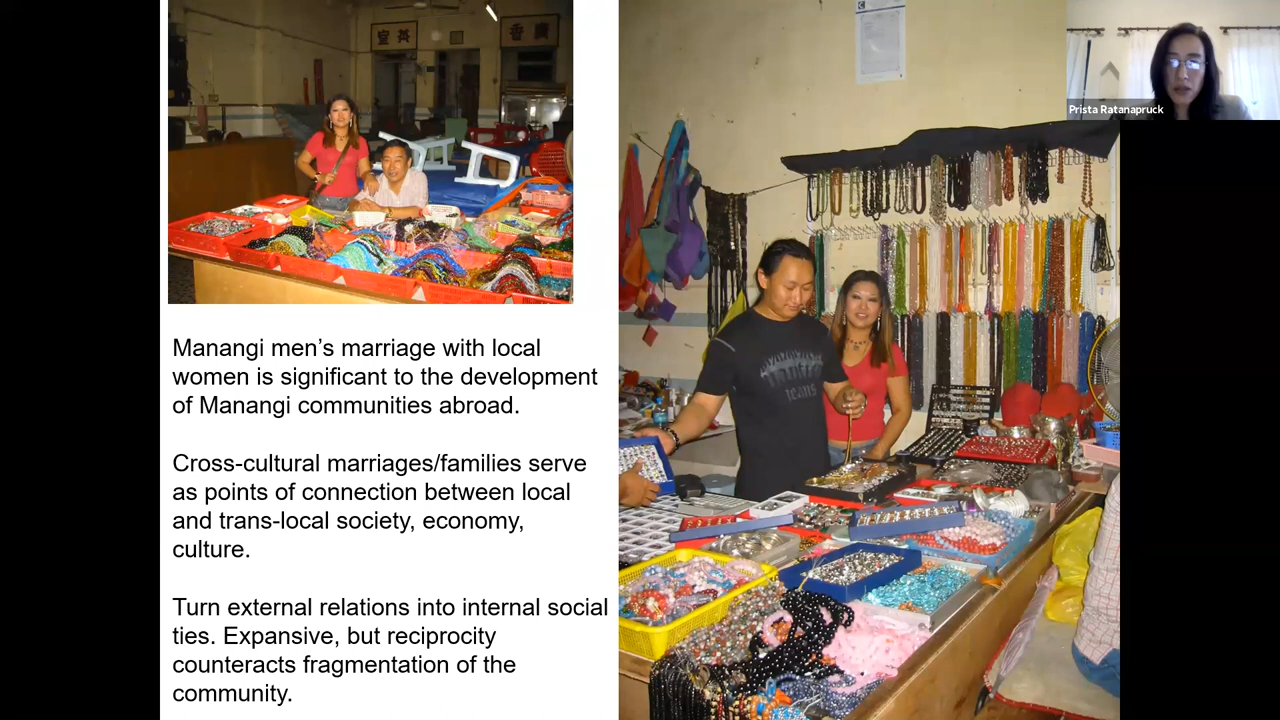 Prista Ratanapruck
Manangi men’s marriage with local
women is significant to the development
of Manangi communities abroad.
Cross-cultural marriages/families serve
as points of connection between local
and trans-local society, economy,
culture.
Turn external relations into internal social
ties. Expansive, but reciprocity
counteracts fragmentation of the
community.